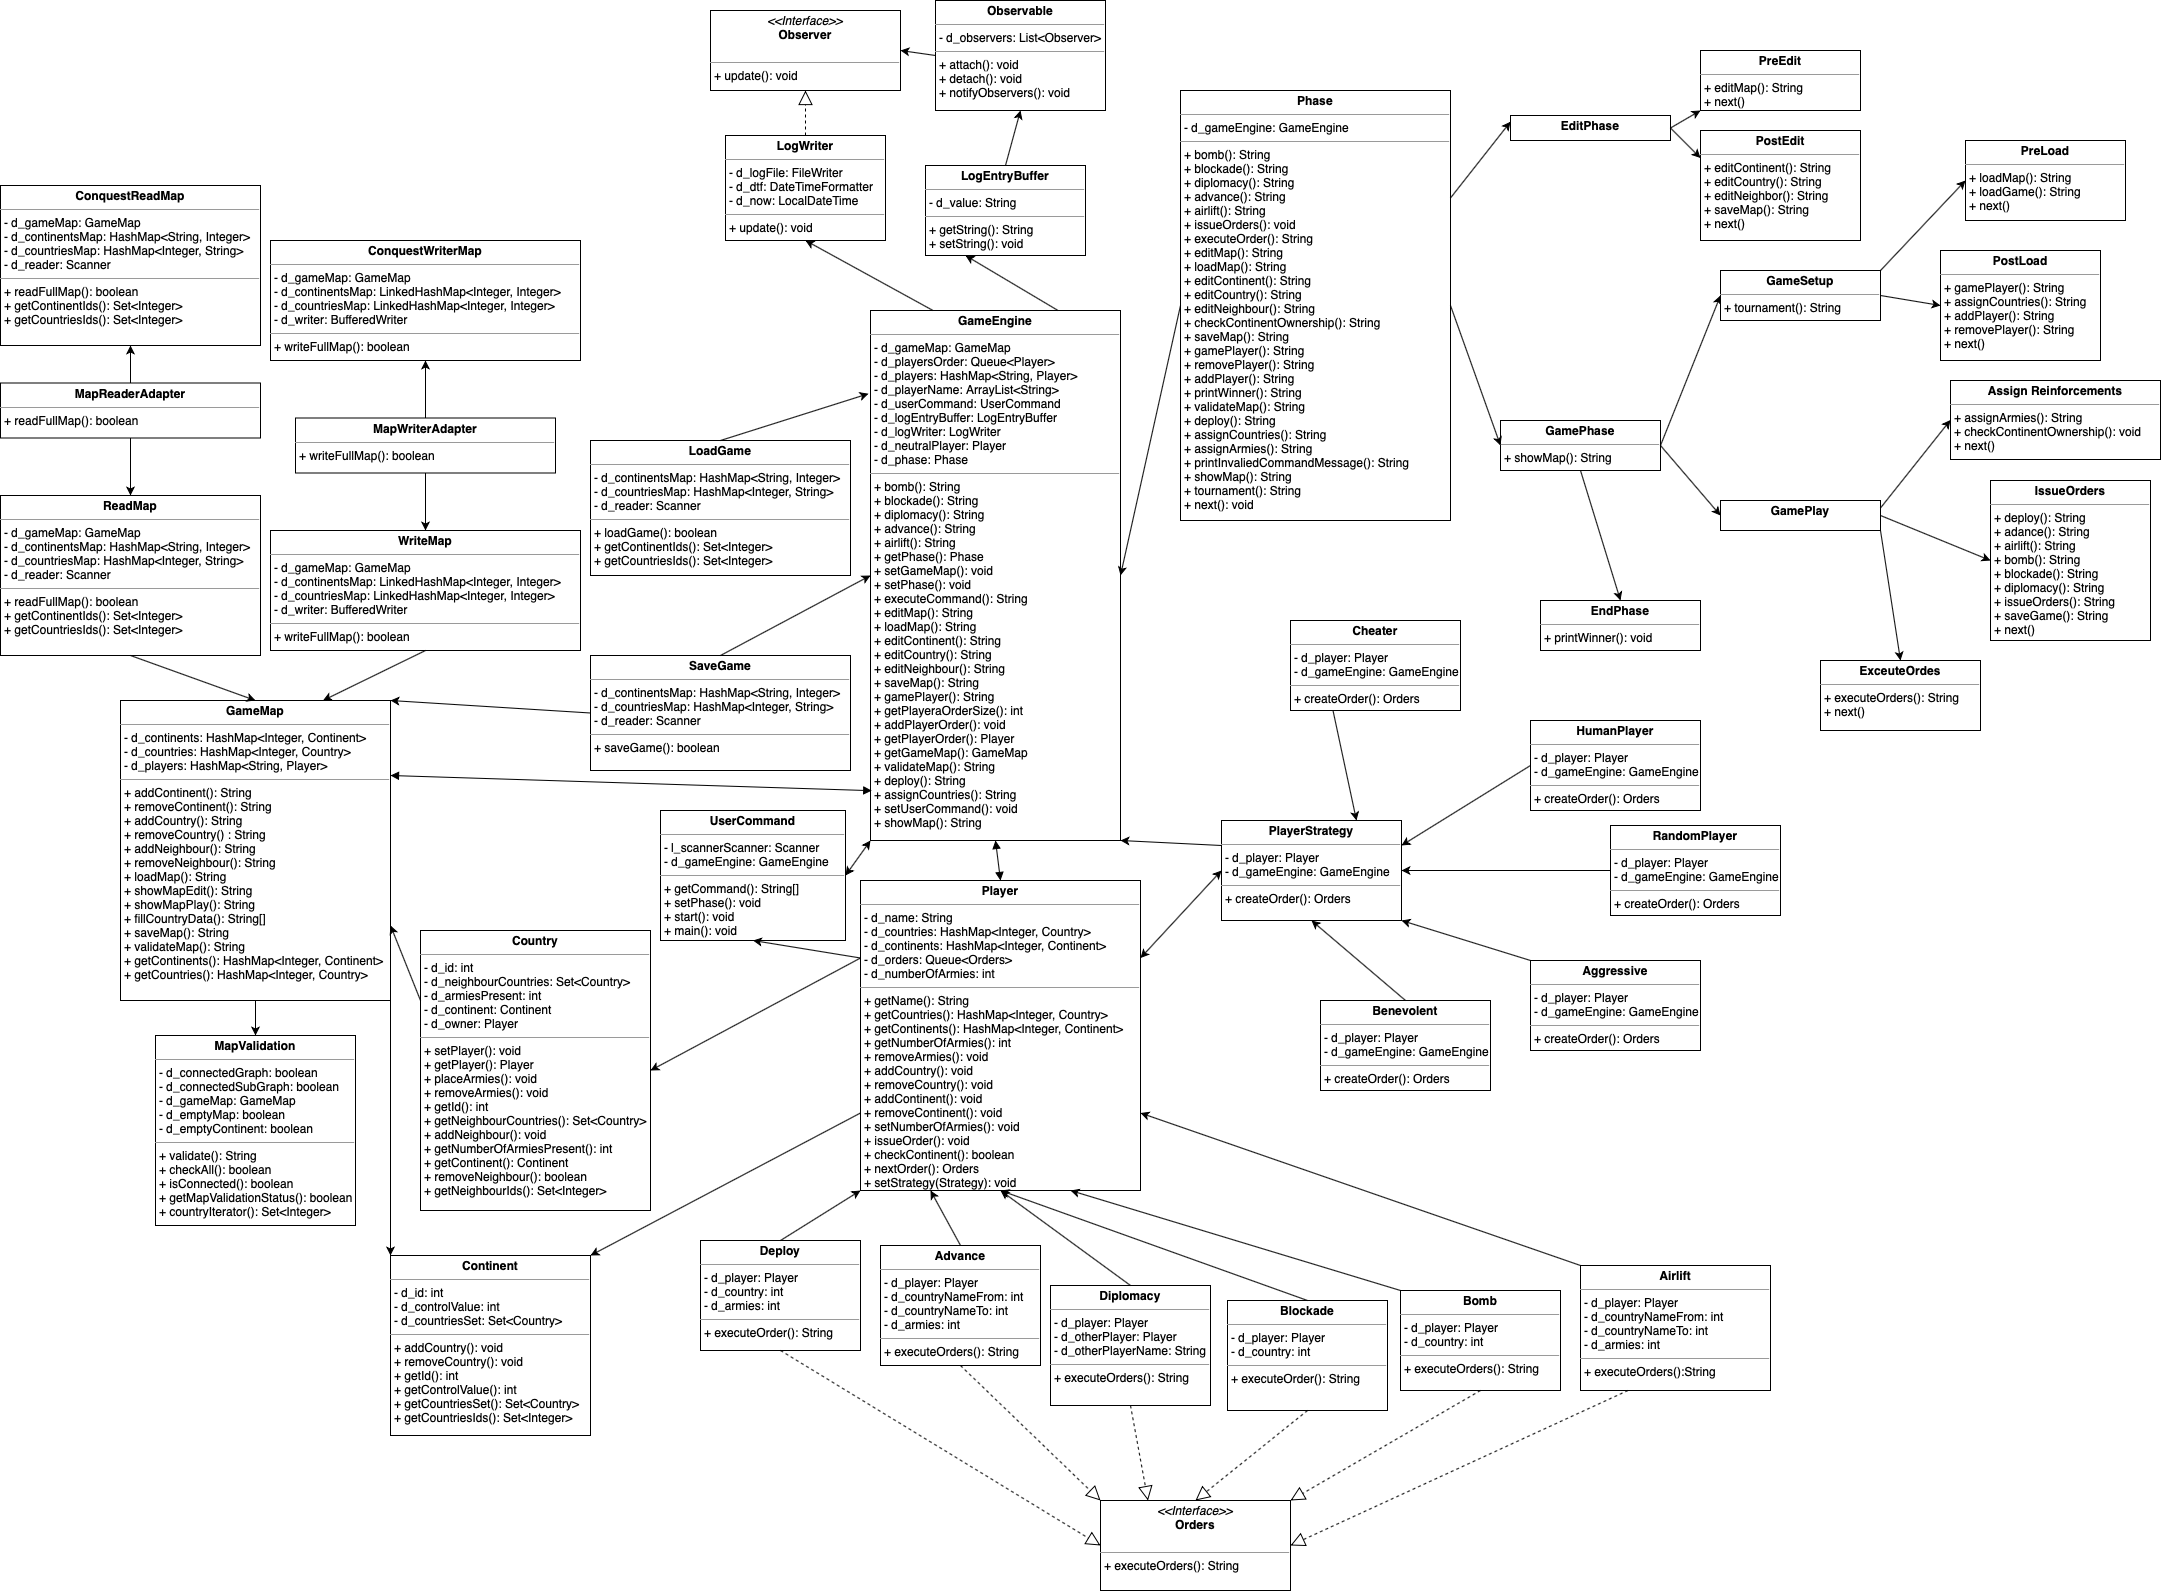 <<Interface>>
Observer
+ update(): void
Observable
- d_observers: List<Observer>
+ attach(): void
+ detach(): void
+ notifyObservers(): void
LogWriter
- d_logFile: FileWriter
- d_dtf: DateTimeFormatter
- d_now: LocalDateTime
+ update(): void
LogEntryBuffer
- d_value: String
+ getString(): String
+ setString(): void
Phase
- d_gameEngine: GameEngine
+ bomb(): String
+ blockade(): String
+ diplomacy(): String
+ advance(): String
+ airlift(): String
+ issueOrders(): void
+ executeOrder(): String
+ editMap(): String
+ loadMap(): String
+ editContinent(): String
+ editCountry(): String
+ editNeighbour(): String
+ checkContinentOwnership(): String
+ saveMap(): String
+ gamePlayer(): String
+ removePlayer(): String
+ addPlayer(): String
+ printWinner(): String
+ validateMap(): String
+ deploy(): String
+ assignCountries(): String
+ assignArmies(): String
+ printInvaliedCommandMessage(): String
+ showMap(): String
+ tournament(): String
+ next(): void
EditPhase
PreEdit
+ editMap(): String
+ next()
PostEdit
+ editContinent(): String
+ editCountry(): String
+ editNeighbor(): String
+ saveMap(): String
+ next()
PreLoad
+ loadMap(): String
+ loadGame(): String
+ next()
GameSetup
+ tournament(): String
PostLoad
+ gamePlayer(): String
+ assignCountries(): String
+ addPlayer(): String
+ removePlayer(): String
+ next()
GamePhase
+ showMap(): String
Assign Reinforcements
+ assignArmies(): String
+ checkContinentOwnership(): void
+ next()
GamePlay
IssueOrders
+ deploy(): String
+ adance(): String
+ airlift(): String
+ bomb(): String
+ blockade(): String
+ diplomacy(): String
+ issueOrders(): String
+ saveGame(): String
+ next()
EndPhase
+ printWinner(): void
ExceuteOrdes
+ executeOrders(): String
+ next()
ConquestReadMap
- d_gameMap: GameMap
- d_continentsMap: HashMap<String, Integer>
- d_countriesMap: HashMap<Integer, String>
- d_reader: Scanner
+ readFullMap(): boolean
+ getContinentIds(): Set<Integer>
+ getCountriesIds(): Set<Integer>
ConquestWriterMap
- d_gameMap: GameMap
- d_continentsMap: LinkedHashMap<Integer, Integer>
- d_countriesMap: LinkedHashMap<Integer, Integer>
- d_writer: BufferedWriter
+ writeFullMap(): boolean
MapReaderAdapter
+ readFullMap(): boolean
MapWriterAdapter
+ writeFullMap(): boolean
ReadMap
- d_gameMap: GameMap
- d_continentsMap: HashMap<String, Integer>
- d_countriesMap: HashMap<Integer, String>
- d_reader: Scanner
+ readFullMap(): boolean
+ getContinentIds(): Set<Integer>
+ getCountriesIds(): Set<Integer>
WriteMap
- d_gameMap: GameMap
- d_continentsMap: LinkedHashMap<Integer, Integer>
- d_countriesMap: LinkedHashMap<Integer, Integer>
- d_writer: BufferedWriter
+ writeFullMap(): boolean
GameEngine
- d_gameMap: GameMap
- d_playersOrder: Queue<Player>
- d_players: HashMap<String, Player>
- d_playerName: ArrayList<String>
- d_userCommand: UserCommand
- d_logEntryBuffer: LogEntryBuffer
- d_logWriter: LogWriter
- d_neutralPlayer: Player
- d_phase: Phase
+ bomb(): String
+ blockade(): String
+ diplomacy(): String
+ advance(): String
+ airlift(): String
+ getPhase(): Phase
+ setGameMap(): void
+ setPhase(): void
+ executeCommand(): String
+ editMap(): String
+ loadMap(): String
+ editContinent(): String
+ editCountry(): String
+ editNeighbour(): String
+ saveMap(): String
+ gamePlayer(): String
+ getPlayeraOrderSize(): int
+ addPlayerOrder(): void
+ getPlayerOrder(): Player
+ getGameMap(): GameMap
+ validateMap(): String
+ deploy(): String
+ assignCountries(): String
+ setUserCommand(): void
+ showMap(): String
LoadGame
- d_continentsMap: HashMap<String, Integer>
- d_countriesMap: HashMap<Integer, String>
- d_reader: Scanner
+ loadGame(): boolean
+ getContinentIds(): Set<Integer>
+ getCountriesIds(): Set<Integer>
SaveGame
- d_continentsMap: HashMap<String, Integer>
- d_countriesMap: HashMap<Integer, String>
- d_reader: Scanner
+ saveGame(): boolean
GameMap
- d_continents: HashMap<Integer, Continent>
- d_countries: HashMap<Integer, Country>
- d_players: HashMap<String, Player>
+ addContinent(): String
+ removeContinent(): String
+ addCountry(): String
+ removeCountry() : String
+ addNeighbour(): String
+ removeNeighbour(): String
+ loadMap(): String
+ showMapEdit(): String
+ showMapPlay(): String
+ fillCountryData(): String[]
+ saveMap(): String
+ validateMap(): String
+ getContinents(): HashMap<Integer, Continent>
+ getCountries(): HashMap<Integer, Country>
UserCommand
- l_scannerScanner: Scanner
- d_gameEngine: GameEngine
+ getCommand(): String[]
+ setPhase(): void
+ start(): void
+ main(): void
Cheater
- d_player: Player
- d_gameEngine: GameEngine
+ createOrder(): Orders
HumanPlayer
- d_player: Player
- d_gameEngine: GameEngine
+ createOrder(): Orders
PlayerStrategy
- d_player: Player
- d_gameEngine: GameEngine
+ createOrder(): Orders
RandomPlayer
- d_player: Player
- d_gameEngine: GameEngine
+ createOrder(): Orders
Aggressive
- d_player: Player
- d_gameEngine: GameEngine
+ createOrder(): Orders
Benevolent
- d_player: Player
- d_gameEngine: GameEngine
+ createOrder(): Orders
Player
- d_name: String
- d_countries: HashMap<Integer, Country>
- d_continents: HashMap<Integer, Continent>
- d_orders: Queue<Orders>
- d_numberOfArmies: int
+ getName(): String
+ getCountries(): HashMap<Integer, Country>
+ getContinents(): HashMap<Integer, Continent>
+ getNumberOfArmies(): int
+ removeArmies(): void
+ addCountry(): void
+ removeCountry(): void
+ addContinent(): void
+ removeContinent(): void
+ setNumberOfArmies(): void
+ issueOrder(): void
+ checkContinent(): boolean
+ nextOrder(): Orders
+ setStrategy(Strategy): void
Country
- d_id: int
- d_neighbourCountries: Set<Country>
- d_armiesPresent: int
- d_continent: Continent
- d_owner: Player
+ setPlayer(): void
+ getPlayer(): Player
+ placeArmies(): void
+ removeArmies(): void
+ getId(): int
+ getNeighbourCountries(): Set<Country>
+ addNeighbour(): void
+ getNumberOfArmiesPresent(): int
+ getContinent(): Continent
+ removeNeighbour(): boolean
+ getNeighbourIds(): Set<Integer>
MapValidation
- d_connectedGraph: boolean
- d_connectedSubGraph: boolean
- d_gameMap: GameMap
- d_emptyMap: boolean
- d_emptyContinent: boolean
+ validate(): String
+ checkAll(): boolean
+ isConnected(): boolean
+ getMapValidationStatus(): boolean
+ countryIterator(): Set<Integer>
Continent
- d_id: int
- d_controlValue: int
- d_countriesSet: Set<Country>
+ addCountry(): void
+ removeCountry(): void
+ getId(): int
+ getControlValue(): int
+ getCountriesSet(): Set<Country>
+ getCountriesIds(): Set<Integer>
Deploy
- d_player: Player
- d_country: int
- d_armies: int
+ executeOrder(): String
Advance
- d_player: Player
- d_countryNameFrom: int
- d_countryNameTo: int
- d_armies: int
+ executeOrders(): String
Diplomacy
- d_player: Player
- d_otherPlayer: Player
- d_otherPlayerName: String
+ executeOrders(): String
Blockade
- d_player: Player
- d_country: int
+ executeOrder(): String
Bomb
- d_player: Player
- d_country: int
+ executeOrders(): String
Airlift
- d_player: Player
- d_countryNameFrom: int
- d_countryNameTo: int
- d_armies: int
+ executeOrders():String
<<Interface>>
Orders
+ executeOrders(): String